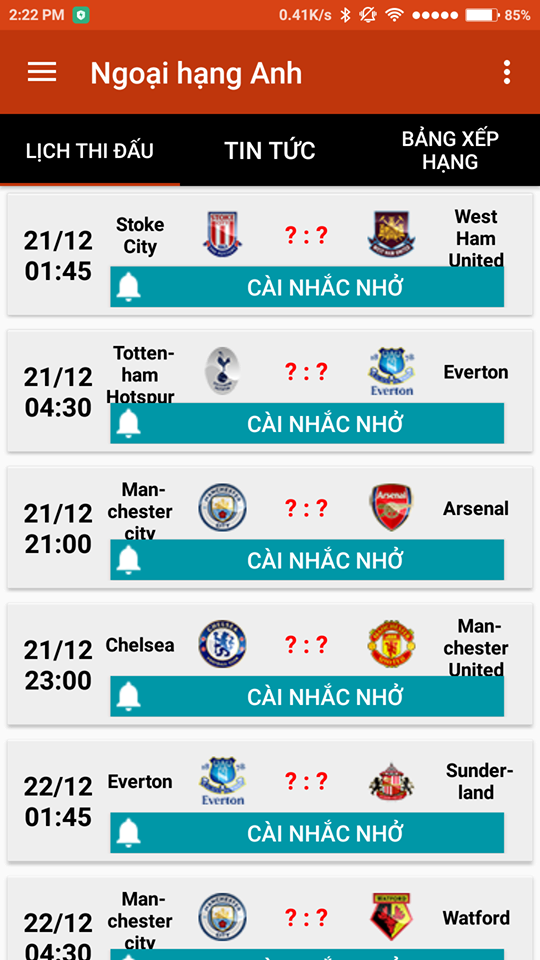 2:22 PM 0.41K/s 85%
Ngoại hạng Anh
LỊCH THI ĐẤU
TIN TỨC
BẢNG XẾP
HẠNG
21/12
01:45
Stoke
City
? : ?
West
Ham
United
CÀI NHẮC NHỞ
21/12
04:30
Totten-
ham
Hotspur
? : ?
Everton
Everton
CÀI NHẮC NHỞ
21/12
21:00
Man-
chester
city
? : ?
Arsenal
Arsenal
CÀI NHẮC NHỞ
21/12
23:00
Chelsea
? : ?
Man-
chester
United
CÀI NHẮC NHỞ
22/12
01:45
Everton
Everton
? : ?
Sunder-
land
CÀI NHẮC NHỞ
22/12
04:30
Man-
chester
city
? : ?
WATFORD
Watford